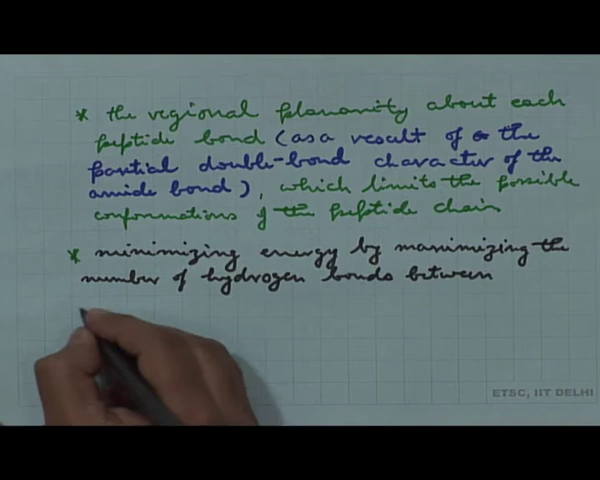 * the regional planarity about each
peptide bond (as a result of the
partial double-bond character of the
amide bond), which limits the possible
conformations of the peptide chain
* minimizing energy by maximizing the
number of hydrogen bonds between
ETSC, IIT DELHI